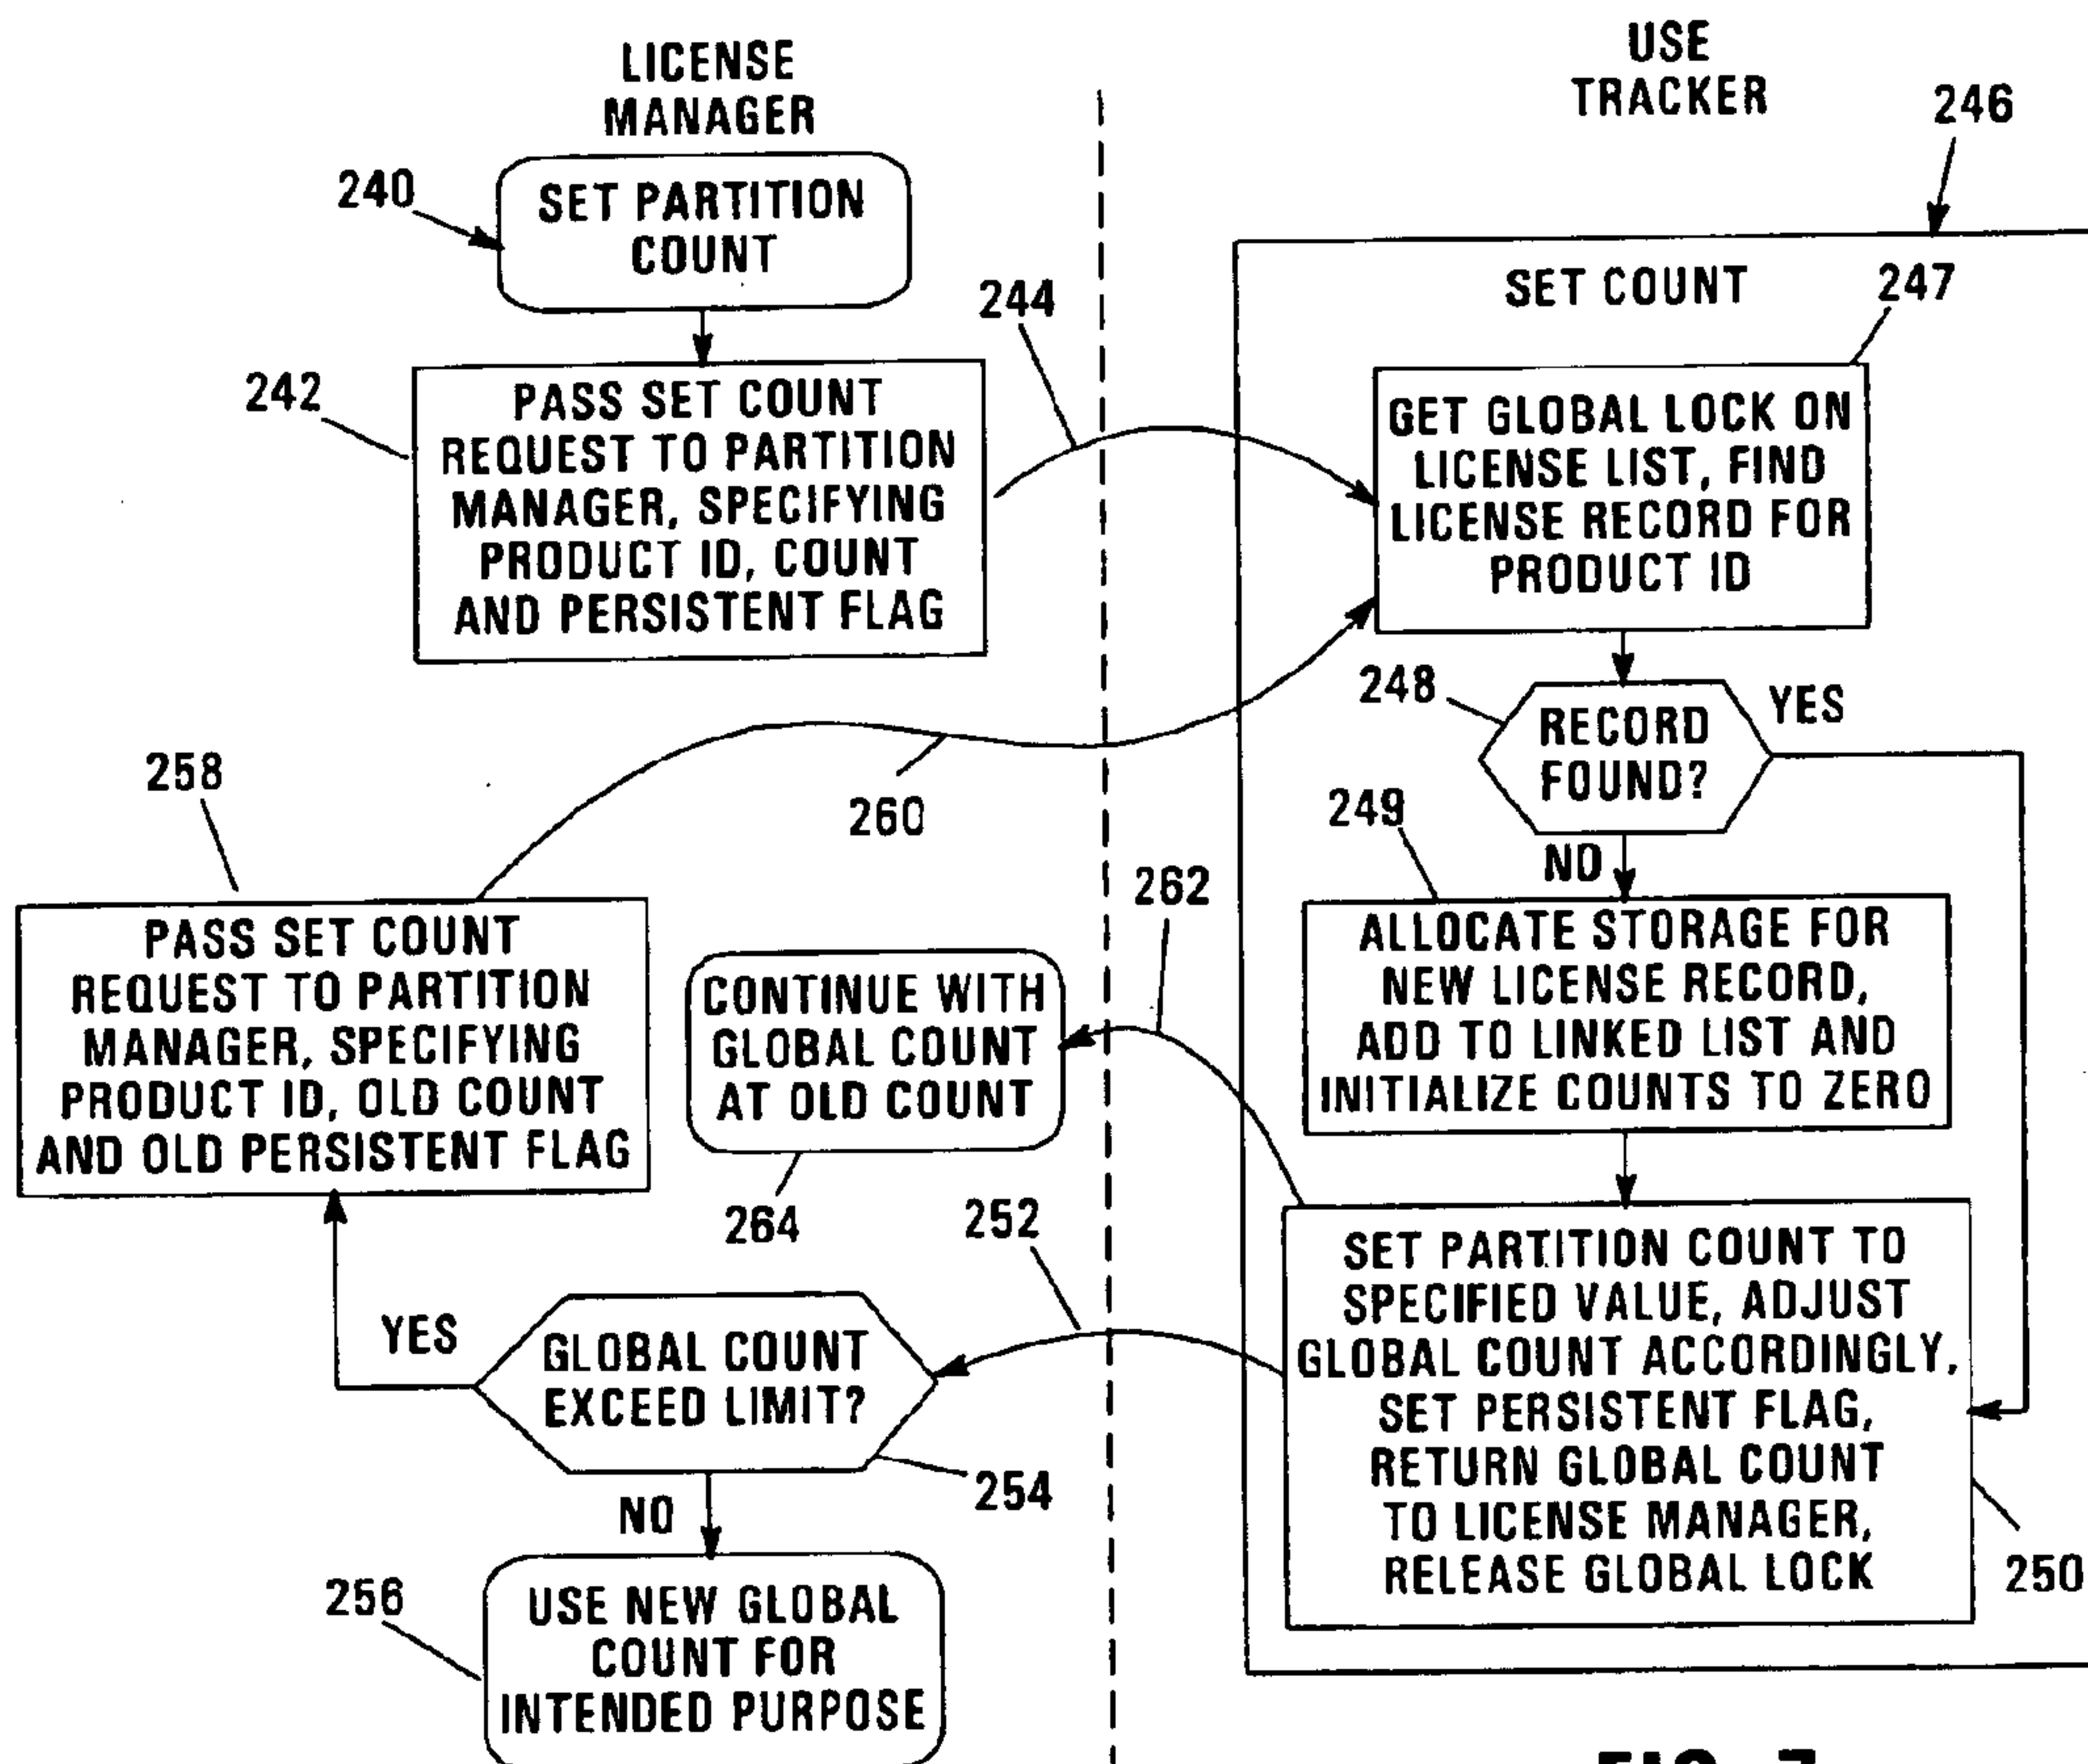 LICENSE
MANAGER
USE
TRACKER
246
240
SET PARTITION
COUNT
244
SET COUNT
247
242
PASS SET COUNT
REQUEST TO PARTITION
MANAGER, SPECIFYING
PRODUCT ID, COUNT
AND PERSISTENT FLAG
GET GLOBAL LOCK ON
LICENSE LIST, FIND
LICENSE RECORD FOR
PRODUCT ID
248
RECORD
FOUND?
YES
NO
258
260
249
262
PASS SET COUNT
REQUEST TO PARTITION
MANAGER, SPECIFYING
PRODUCT ID, OLD COUNT
AND OLD PERSISTENT FLAG
CONTINUE WITH
GLOBAL COUNT
AT OLD COUNT
264
ALLOCATE STORAGE FOR
NEW LICENSE RECORD,
ADD TO LINKED LIST AND
INITIALIZE COUNTS TO ZERO
252
YES
GLOBAL COUNT
EXCEED LIMIT?
254
NO
SET PARTITION COUNT TO
SPECIFIED VALUE, ADJUST
GLOBAL COUNT ACCORDINGLY,
SET PERSISTENT FLAG,
RETURN GLOBAL COUNT
TO LICENSE MANAGER,
RELEASE GLOBAL LOCK
250
256
USE NEW GLOBAL
COUNT FOR
INTENDED PURPOSE